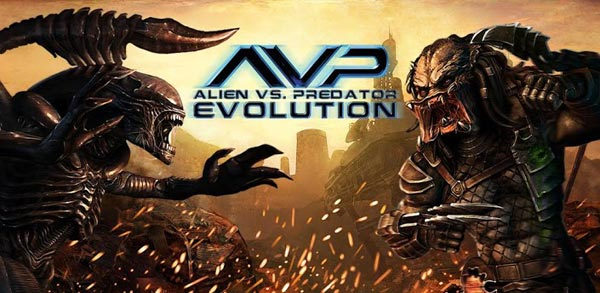 AVP
ALIEN VS. PREDATOR
EVOLUTION